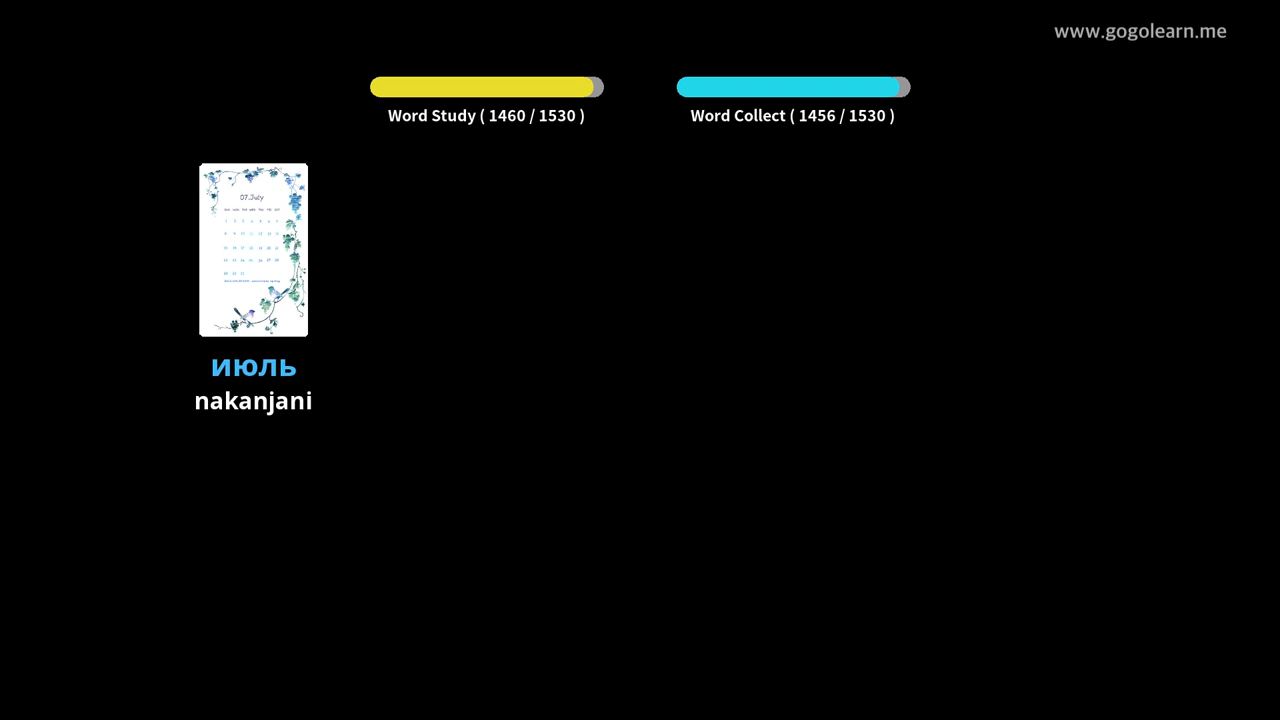 www.gogolearn.me
Word Study ( 1460 / 1530 )
Word Collect ( 1456 / 1530 )
07.July
июль
nakanjani